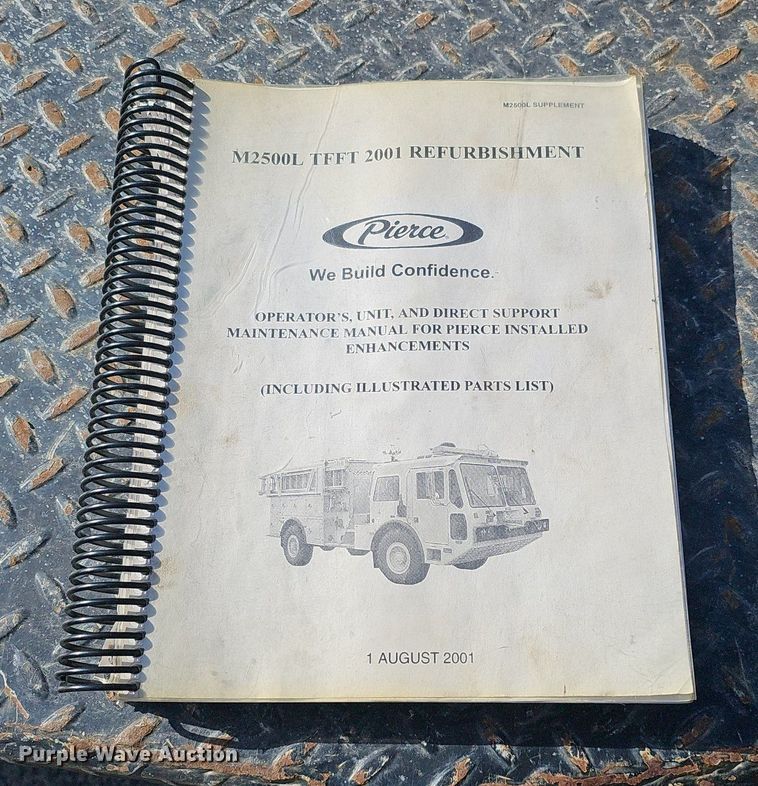 M2500L SUPPLEMENT
M2500L TFFT 2001 REFURBISHMENT
Pierce
We Build Confidence.
OPERATOR'S, UNIT, AND DIRECT SUPPORT
MAINTENANCE MANUAL FOR PIERCE INSTALLED
ENHANCEMENTS
(INCLUDING ILLUSTRATED PARTS LIST)
1 AUGUST 2001
Purple Wave Auction